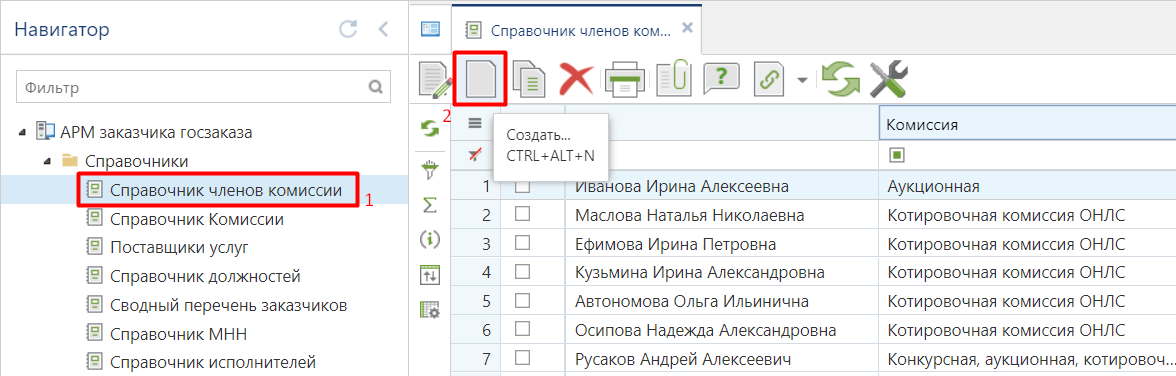 Навигатор
Справочник членов ком...
Фильтр
АРМ заказчика госзаказа
Справочники
Справочник членов комиссии
1
Справочник Комиссии
Поставщики услуг
Справочник должностей
Сводный перечень заказчиков
Справочник МНН
Справочник исполнителей
2
Создать...
CTRL+ALT+N
Комиссия
1 Иванова Ирина Алексеевна Аукционная
2 Маслова Наталья Николаевна Котировочная комиссия ОНЛС
3 Ефимова Ирина Петровна Котировочная комиссия ОНЛС
4 Кузьмина Ирина Александровна Котировочная комиссия ОНЛС
5 Автономова Ольга Ильинична Котировочная комиссия ОНЛС
6 Осипова Надежда Александровна Котировочная комиссия ОНЛС
7 Русаков Андрей Алексеевич Конкурсная, аукционная, котировоч...